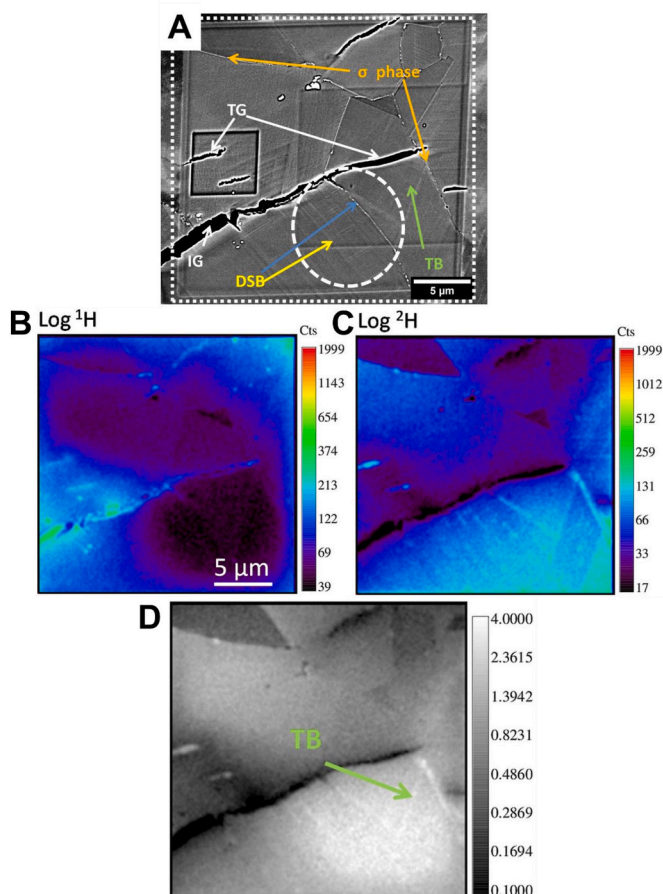 A
σ phase
TG
IG
DSB
TB
5 µm
B Log ¹H
Cts
1999
1143
654
374
213
122
69
39
5 µm
C Log ²H
Cts
1999
1012
512
259
131
66
33
17
D
TB
4.0000
2.3615
1.3942
0.8231
0.4860
0.2869
0.1694
0.1000